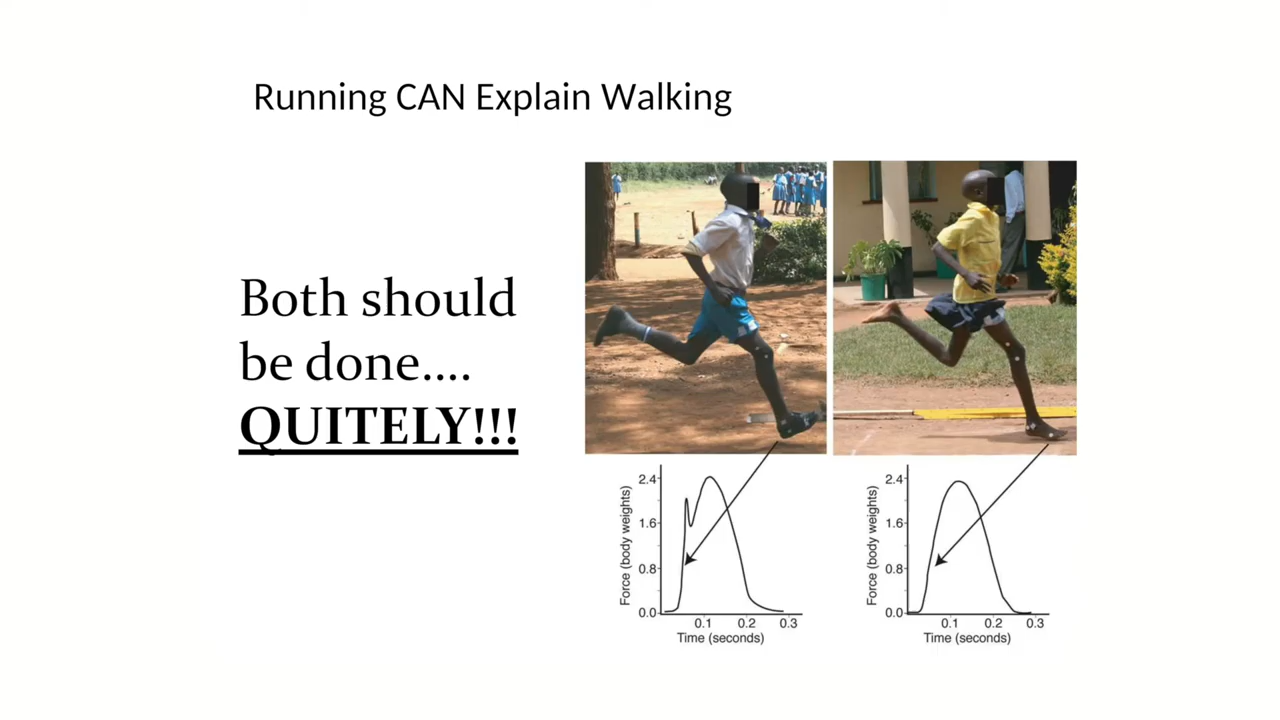 Running CAN Explain Walking
Both should
be done....
QUITELY!!!
2.4
1.6
0.8
0.0
Force (body weights)
0.1 0.2 0.3
Time (seconds)
2.4
1.6
0.8
0.0
Force (body weights)
0.1 0.2 0.3
Time (seconds)